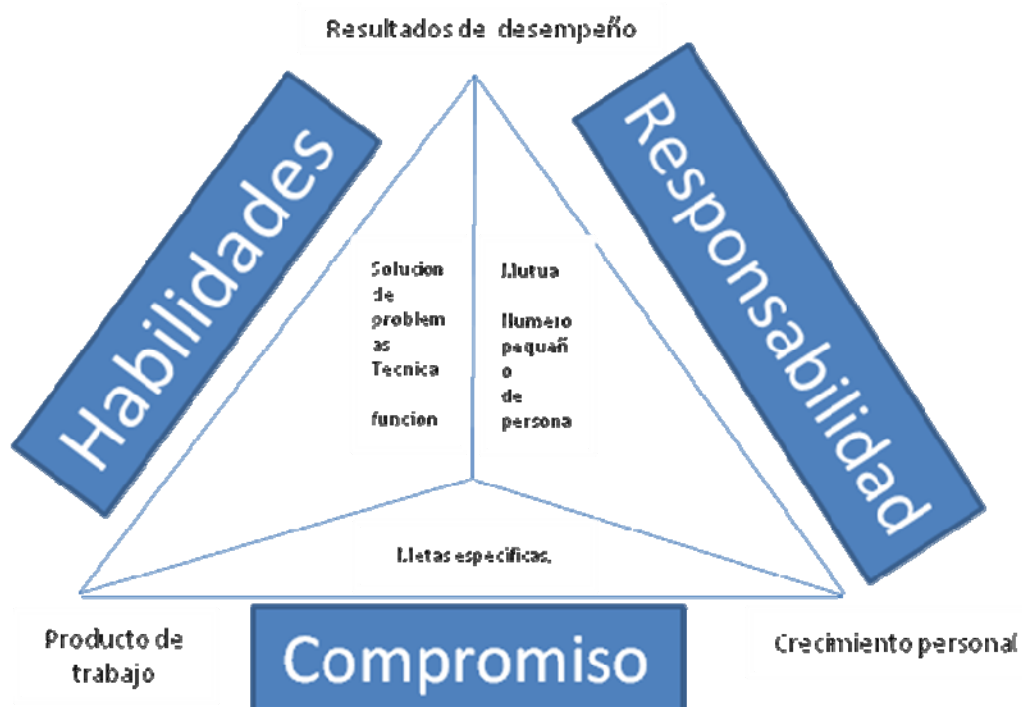 Resultados de desempeño
Habilidades
Responsabilidad
Solucion
de
problem
as
Tecnica
funcion
Mutua
Numero
pequañ
o
de
persona
Metas especificas.
Producto de
trabajo
Compromiso
Crecimiento personal